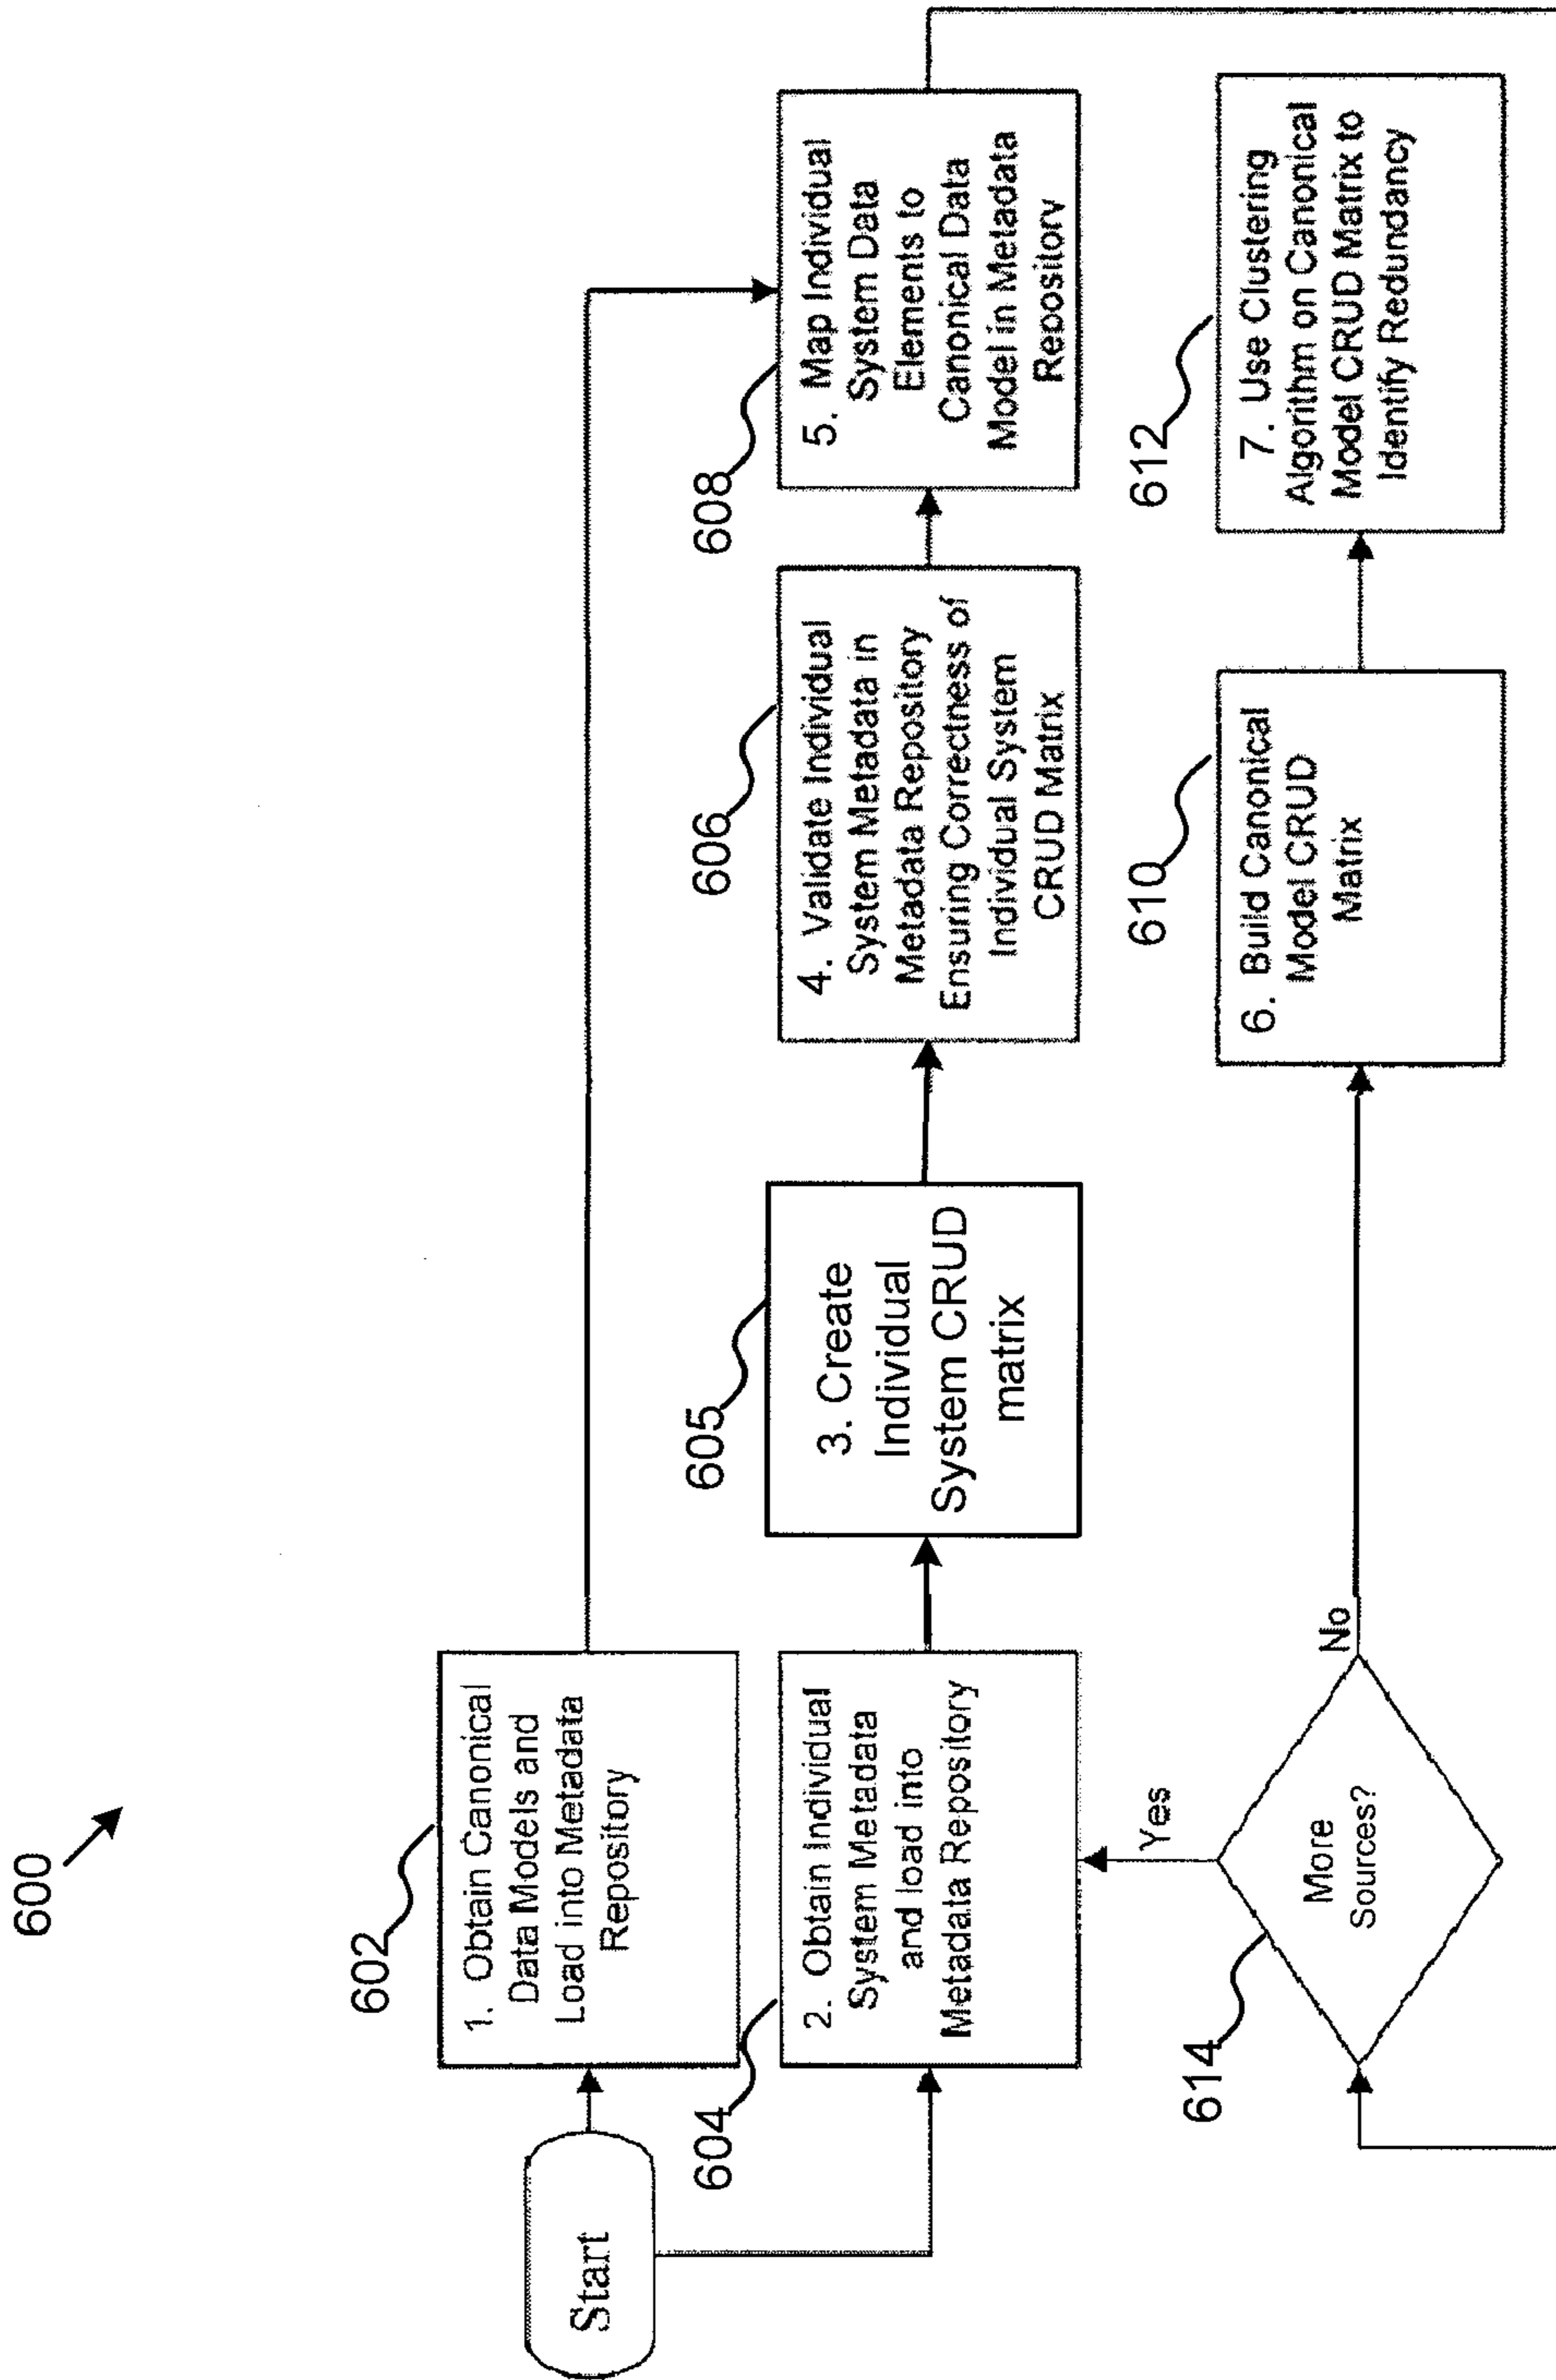 600
602
1. Obtain Canonical
Data Models and
Load into Metadata
Repository
Start
604
2. Obtain Individual
System Metadata
and load into
Metadata Repository
605
3. Create
Individual
System CRUD
matrix
606
4. Validate Individual
System Metadata in
Metadata Repository
Ensuring Correctness of
Individual System
CRUD Matrix
608
5. Map Individual
System Data
Elements to
Canonical Data
Model in Metadata
Repository
614
More
Sources?
Yes
No
610
6. Build Canonical
Model CRUD
Matrix
612
7. Use Clustering
Algorithm on Canonical
Model CRUD Matrix to
Identify Redundancy